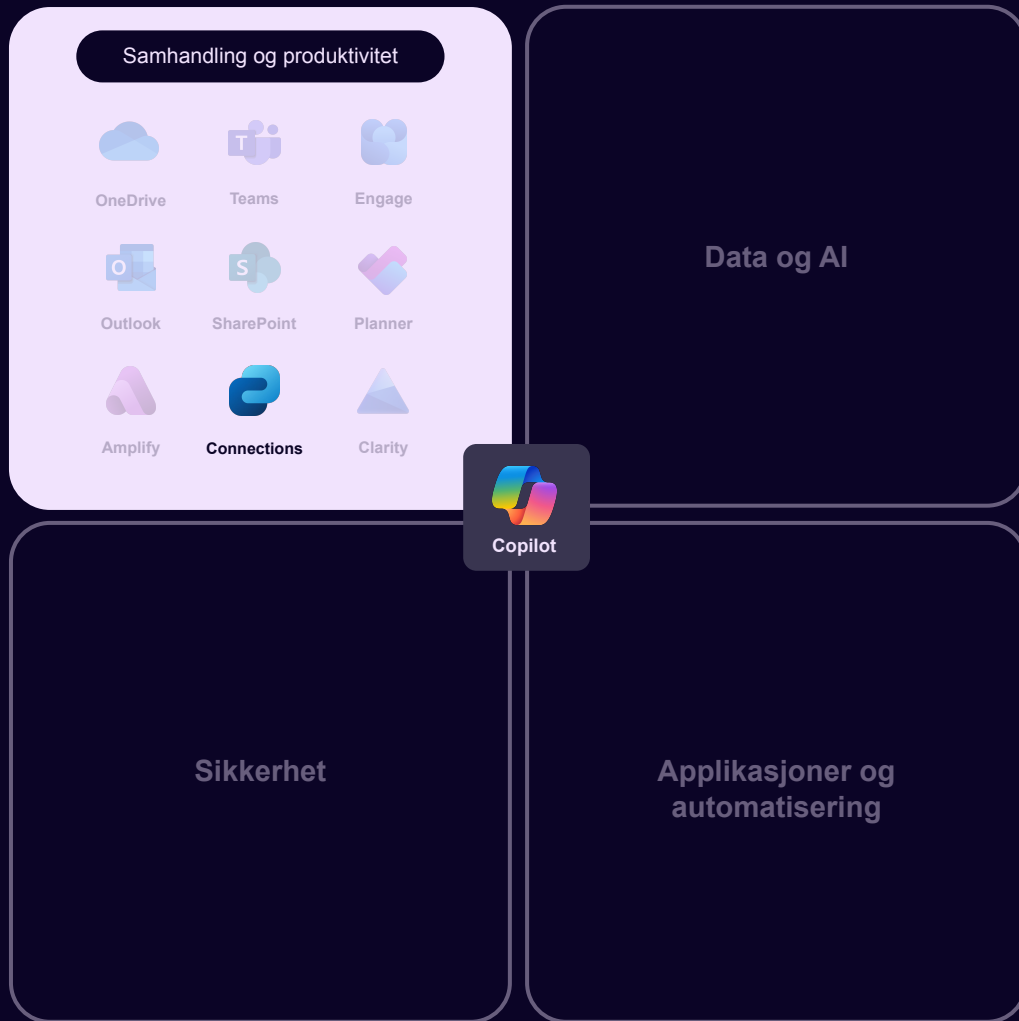 Samhandling og produktivitet
T
OneDrive
Teams
Engage
O
S
Outlook
SharePoint
Planner
Amplify
Connections
Clarity
Data og AI
Copilot
Sikkerhet
Applikasjoner og
automatisering